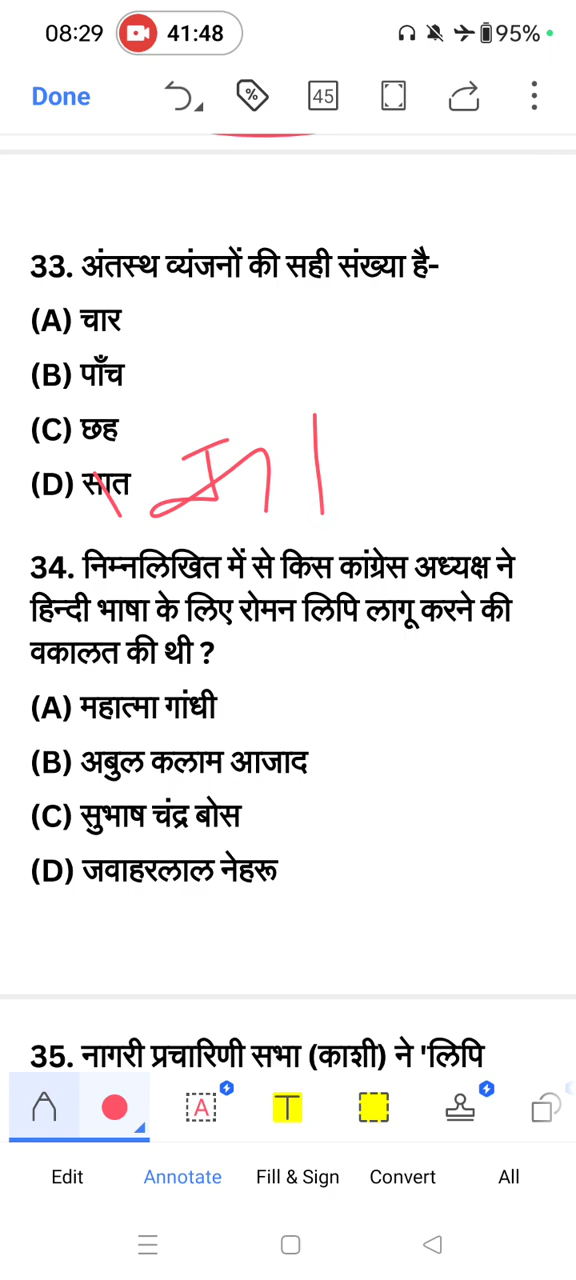 08:29 41:48 95%
Done 45
33. अंतस्थ व्यंजनों की सही संख्या है-
(A) चार
(B) पाँच
(C) छह
(D) सात
34. निम्नलिखित में से किस कांग्रेस अध्यक्ष ने
हिन्दी भाषा के लिए रोमन लिपि लागू करने की
वकालत की थी ?
(A) महात्मा गांधी
(B) अबुल कलाम आजाद
(C) सुभाष चंद्र बोस
(D) जवाहरलाल नेहरू
35. नागरी प्रचारिणी सभा (काशी) ने 'लिपि
Edit Annotate Fill & Sign Convert All